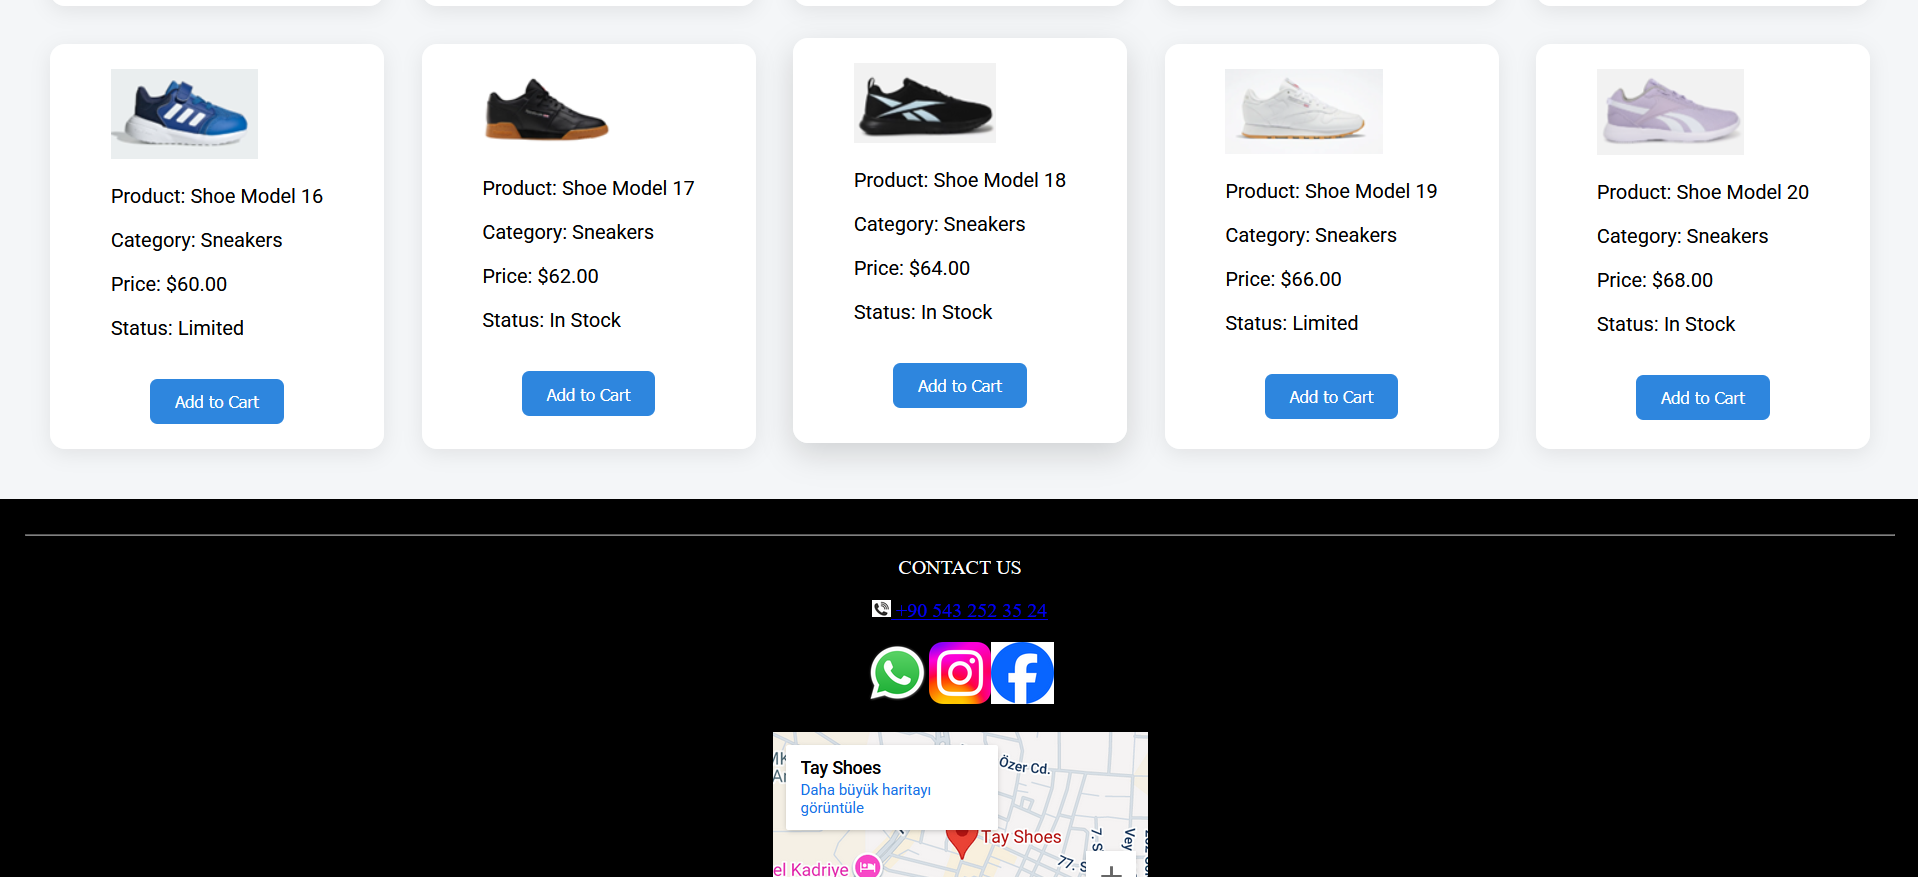 Product: Shoe Model 16
Category: Sneakers
Price: $60.00
Status: Limited
Add to Cart
Product: Shoe Model 17
Category: Sneakers
Price: $62.00
Status: In Stock
Add to Cart
Product: Shoe Model 18
Category: Sneakers
Price: $64.00
Status: In Stock
Add to Cart
Product: Shoe Model 19
Category: Sneakers
Price: $66.00
Status: Limited
Add to Cart
Product: Shoe Model 20
Category: Sneakers
Price: $68.00
Status: In Stock
Add to Cart
CONTACT US
+90 543 252 35 24
Tay Shoes
Daha büyük haritayı
görüntüle
Özer Cd.
Tay Shoes
7. S
Vey
77. S
el Kadriye